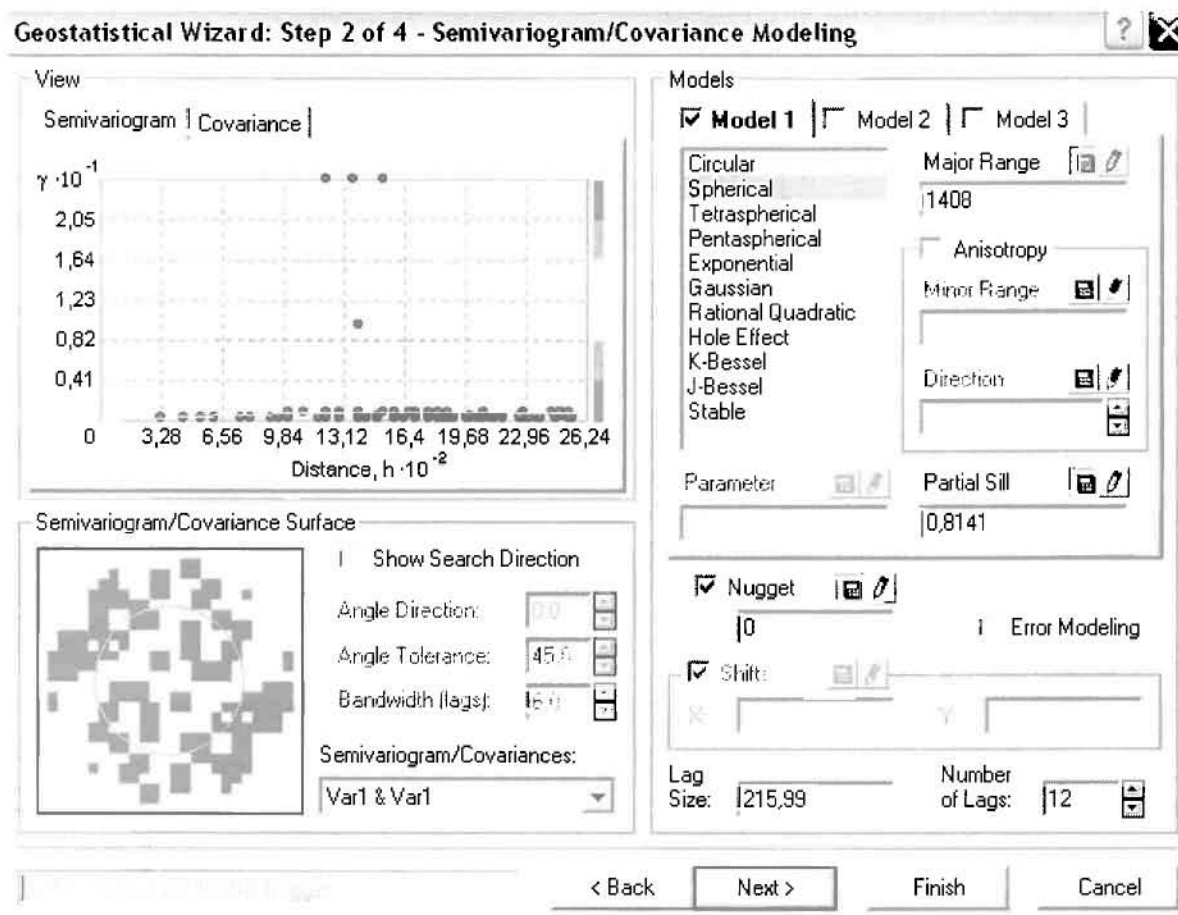 Geostatistical Wizard: Step 2 of 4 - Semivariogram/Covariance Modeling
?
View
Semivariogram
Covariance
γ ·10 -1
2,05
1,64
1,23
0,82
0,41
0 3,28 6,56 9,84 13,12 16,4 19,68 22,96 26,24
Distance, h ·10 -2
Semivariogram/Covariance Surface
Show Search Direction
Angle Direction: 0.0
Angle Tolerance: 45.0
Bandwidth (lags): 6.0
Semivariogram/Covariances:
Var1 & Var1
Models
Model 1 Model 2 Model 3
Circular
Spherical
Tetraspherical
Pentaspherical
Exponential
Gaussian
Rational Quadratic
Hole Effect
K-Bessel
J-Bessel
Stable
Major Range
1408
Anisotropy
Minor Range
Direction
Parameter
Partial Sill
0,8141
Nugget
0
Error Modeling
Shift:
X: Y:
Lag
Size: 215,99
Number
of Lags: 12
< Back Next > Finish Cancel